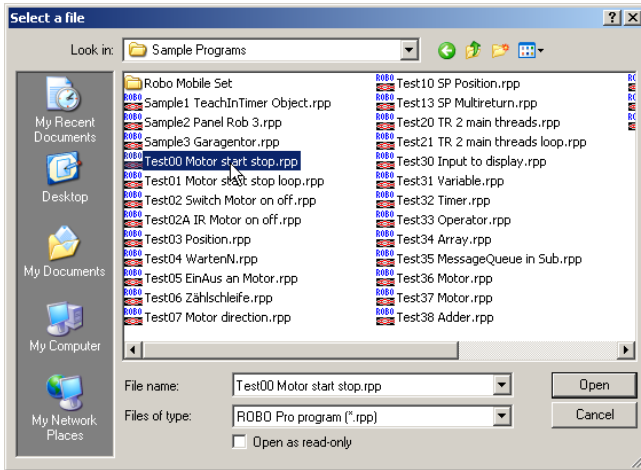 Select a file
Look in:
Sample Programs
My Recent
Documents
Desktop
My Documents
My Computer
My Network
Places
Robo Mobile Set
Sample1 TeachInTimer Object.rpp
Sample2 Panel Rob 3.rpp
Sample3 Garagentor.rpp
Test00 Motor start stop.rpp
Test01 Motor start stop loop.rpp
Test02 Switch Motor on off.rpp
Test02A IR Motor on off.rpp
Test03 Position.rpp
Test04 WartenN.rpp
Test05 EinAus an Motor.rpp
Test06 Zählschleife.rpp
Test07 Motor direction.rpp
Test10 SP Position.rpp
Test13 SP Multireturn.rpp
Test20 TR 2 main threads.rpp
Test21 TR 2 main threads loop.rpp
Test30 Input to display.rpp
Test31 Variable.rpp
Test32 Timer.rpp
Test33 Operator.rpp
Test34 Array.rpp
Test35 MessageQueue in Sub.rpp
Test36 Motor.rpp
Test37 Motor.rpp
Test38 Adder.rpp
File name:
Test00 Motor start stop.rpp
Open
Files of type:
ROBO Pro program (*.rpp)
Cancel
Open as read-only